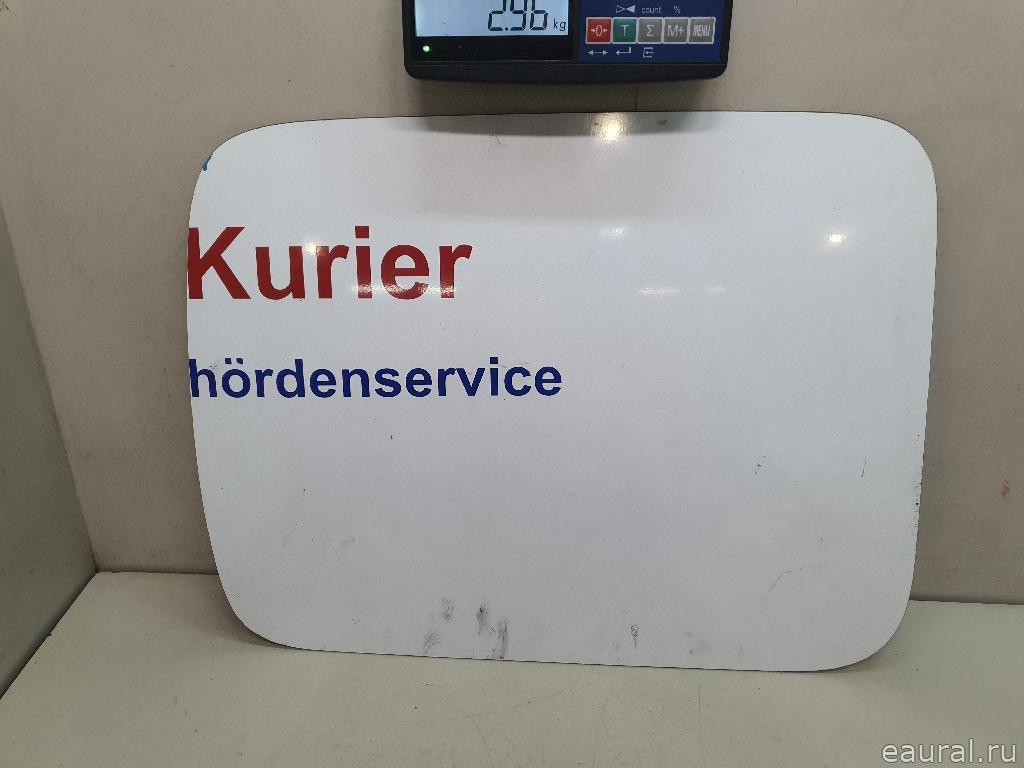 2.96 kg
count %
→0← T Σ M+ MENU
Kurier
hördenservice
eaural.ru